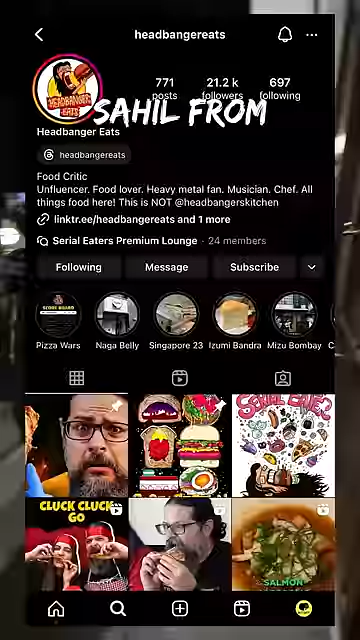 headbangereats
HEADBANGER
EATS
771
posts
21.2 k
followers
697
following
SAHIL FROM
Headbanger Eats
headbangereats
Food Critic
Unfluencer. Food lover. Heavy metal fan. Musician. Chef. All
things food here! This is NOT @headbangerskitchen
linktr.ee/headbangereats and 1 more
Serial Eaters Premium Lounge · 24 members
Following
Message
Subscribe
Pizza Wars
Naga Belly
Singapore 23
Izumi Bandra
Mizu Bombay
C
SERIAL EATER
CLUCK CLUCK
GO
SALMON